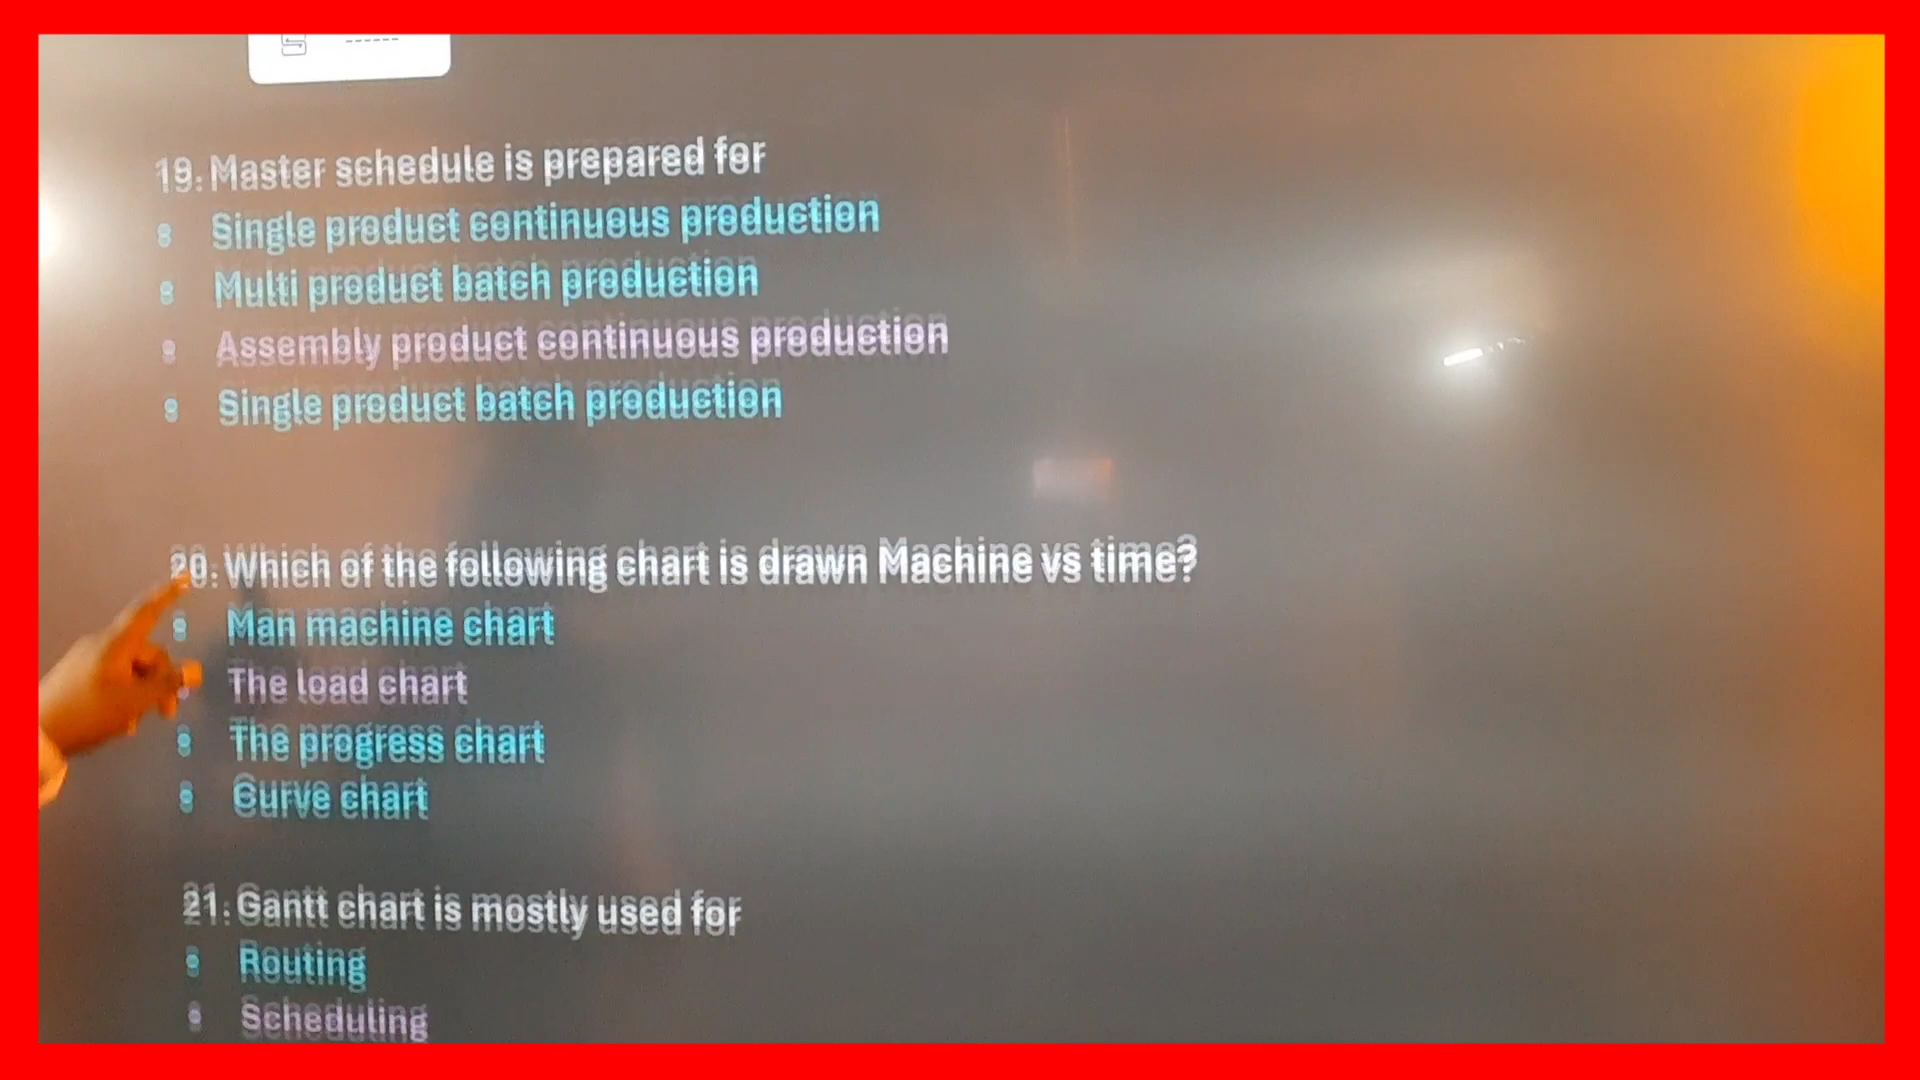 19. Master schedule is prepared for
• Single product continuous production
• Multi product batch production
• Assembly product continuous production
• Single product batch production
20. Which of the following chart is drawn Machine vs time?
• Man machine chart
• The load chart
• The progress chart
• Curve chart
21. Gantt chart is mostly used for
• Routing
• Scheduling